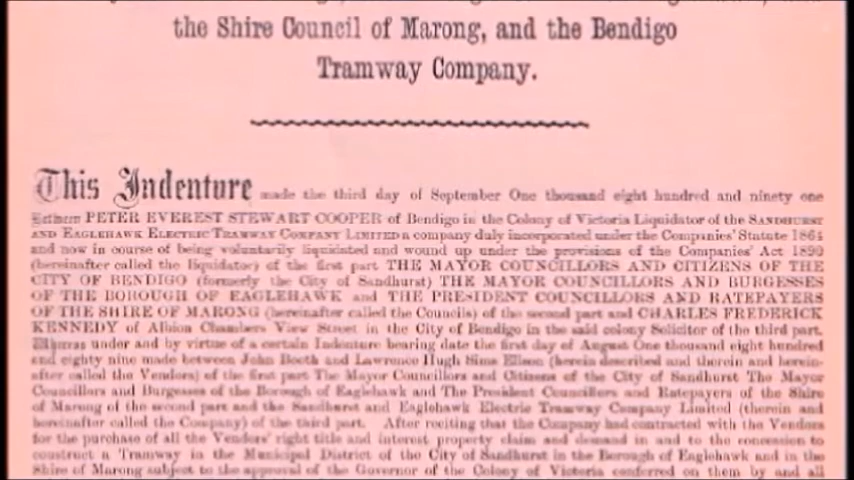 the Shire Council of Marong, and the Bendigo
Tramway Company.
This Indenture made the third day of September One thousand eight hundred and ninety one
Between PETER EVEREST STEWART COOPER of Bendigo in the Colony of Victoria Liquidator of the SANDHURST
AND EAGLEHAWK ELECTRIC TRAMWAY COMPANY LIMITED a company duly incorporated under the Companies' Statute 1864
and now in course of being voluntarily liquidated and wound up under the provisions of the Companies' Act 1890
(hereinafter called the liquidator) of the first part THE MAYOR COUNCILLORS AND CITIZENS OF THE
CITY OF BENDIGO (formerly the City of Sandhurst) THE MAYOR COUNCILLORS AND BURGESSES
OF THE BOROUGH OF EAGLEHAWK and THE PRESIDENT COUNCILLORS AND RATEPAYERS
OF THE SHIRE OF MARONG (hereinafter called the Councils) of the second part and CHARLES FREDERICK
KENNEDY of Albion Chambers View Street in the City of Bendigo in the said colony Solicitor of the third part.
Whereas under and by virtue of a certain Indenture bearing date the first day of August One thousand eight hundred
and eighty nine made between John Booth and Lawrence Hugh Sims Elison (herein described and therein and herein-
after called the Vendors) of the first part The Mayor Councillors and Citizens of the City of Sandhurst The Mayor
Councillors and Burgesses of the Borough of Eaglehawk and The President Councillors and Ratepayers of the Shire
of Marong of the second part and the Sandhurst and Eaglehawk Electric Tramway Company Limited (therein and
hereinafter called the Company) of the third part. After reciting that the Company had contracted with the Vendors
for the purchase of all the Vendors' right title and interest property claim and demand in and to the concession to
construct a Tramway in the Municipal District of the City of Sandhurst in the Borough of Eaglehawk and in the
Shire of Marong subject to the approval of the Governor of the Colony of Victoria conferred on them by and all